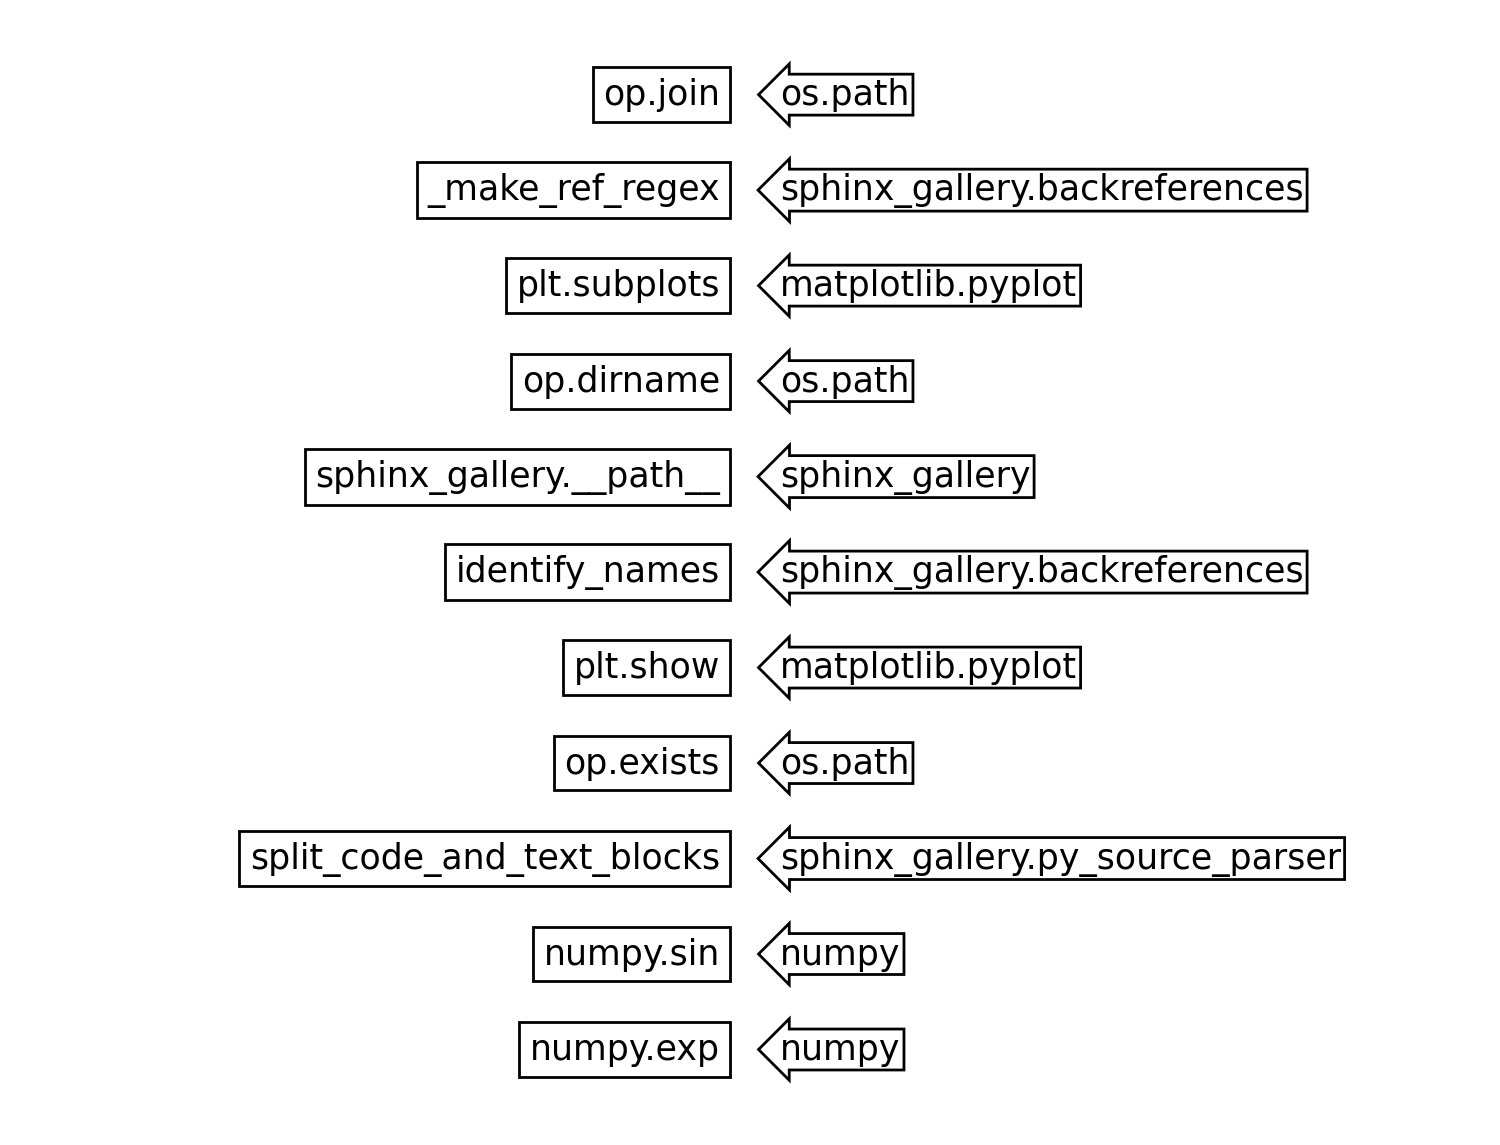 op.join os.path
_make_ref_regex sphinx_gallery.backreferences
plt.subplots matplotlib.pyplot
op.dirname os.path
sphinx_gallery.__path__ sphinx_gallery
identify_names sphinx_gallery.backreferences
plt.show matplotlib.pyplot
op.exists os.path
split_code_and_text_blocks sphinx_gallery.py_source_parser
numpy.sin numpy
numpy.exp numpy